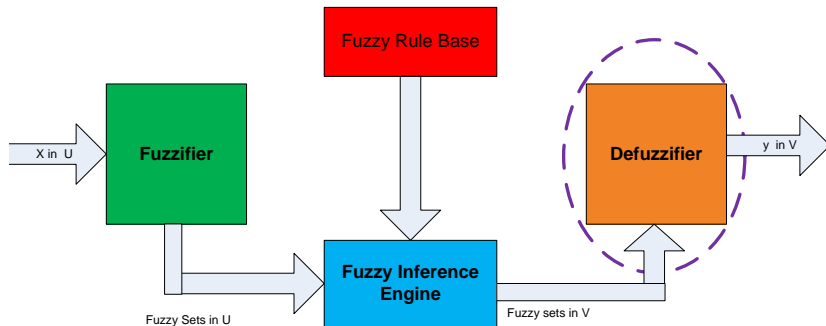 Fuzzy Rule Base
X in U
Fuzzifier
Defuzzifier
y in V
Fuzzy Inference
Engine
Fuzzy Sets in U
Fuzzy sets in V